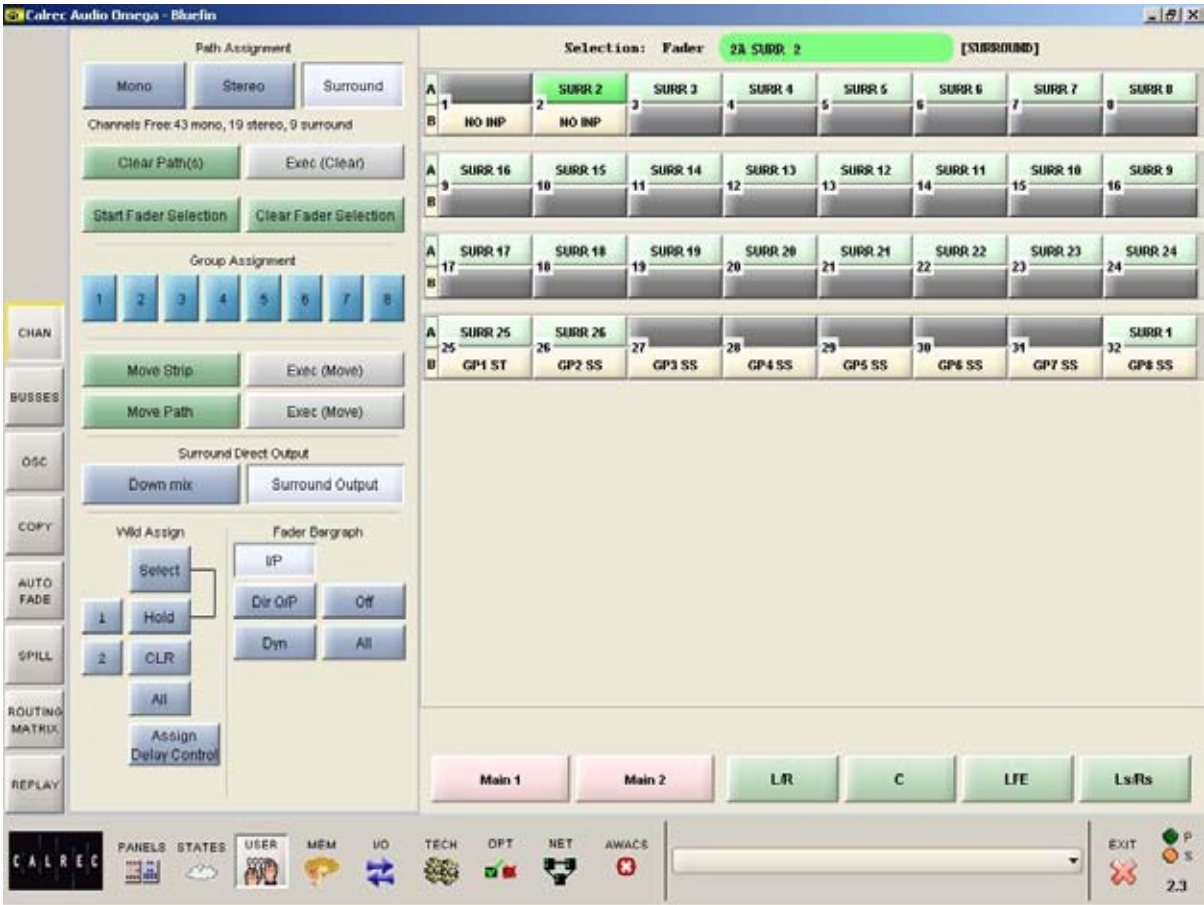 Calrec Audio Omega - Bluefin
Path Assignment
Mono Stereo Surround
Channels Free:43 mono, 19 stereo, 9 surround
Clear Path(s) Exec (Clear)
Start Fader Selection Clear Fader Selection
Group Assignment
1 2 3 4 5 6 7 8
Move Strip Exec (Move)
Move Path Exec (Move)
Surround Direct Output
Down mix Surround Output
Wild Assign Fader Bargraph
Select I/P
1 Hold Dir O/P Off
2 CLR Dyn All
All
Assign
Delay Control
CHAN
BUSSES
OSC
COPY
AUTO
FADE
SPILL
ROUTING
MATRIX
REPLAY
Selection: Fader 2A SURR 2 [SURROUND]
A SURR 2 SURR 3 SURR 4 SURR 5 SURR 6 SURR 7 SURR 8
1 2 3 4 5 6 7 8
B NO INP NO INP
A SURR 16 SURR 15 SURR 14 SURR 13 SURR 12 SURR 11 SURR 10 SURR 9
9 10 11 12 13 14 15 16
B
A SURR 17 SURR 18 SURR 19 SURR 20 SURR 21 SURR 22 SURR 23 SURR 24
17 18 19 20 21 22 23 24
B
A SURR 25 SURR 26 SURR 1
25 26 27 28 29 30 31 32
B GP1 ST GP2 SS GP3 SS GP4 SS GP5 SS GP6 SS GP7 SS GP8 SS
Main 1 Main 2 L/R C LFE Ls/Rs
CALREC PANELS STATES USER MEM I/O TECH OPT NET AWACS EXIT P
S
2.3